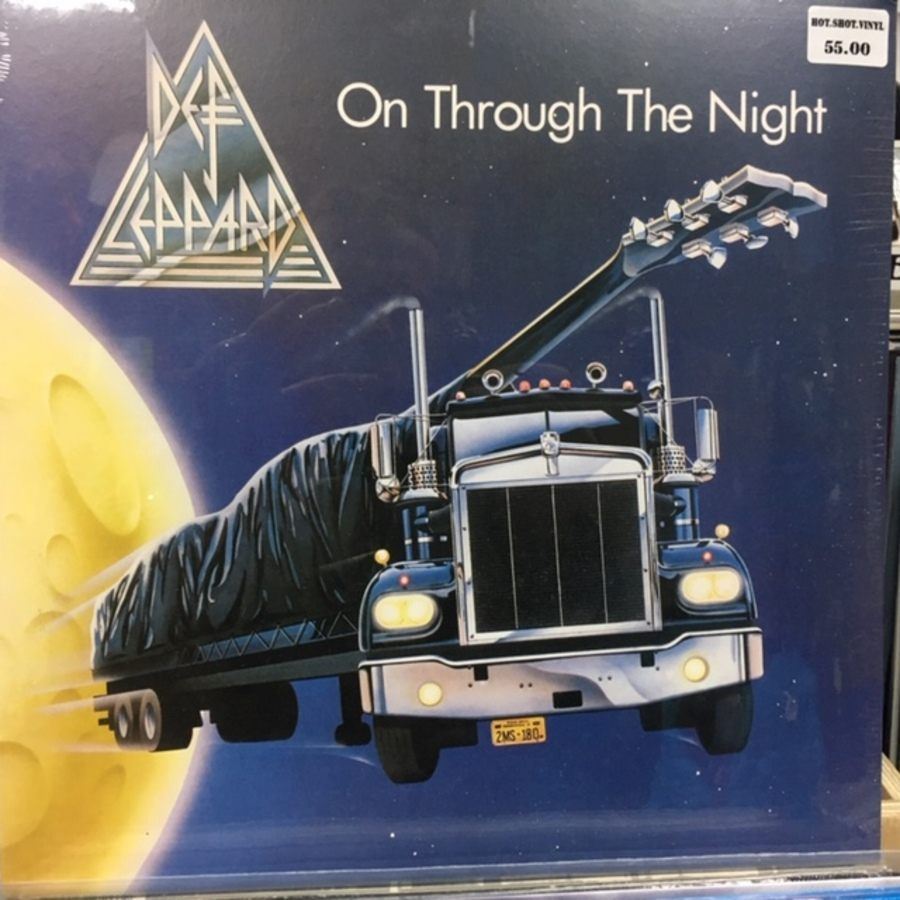 HOT.SHOT.VINYL
55.00
On Through The Night
DEF
LEPPARD
2MS-180